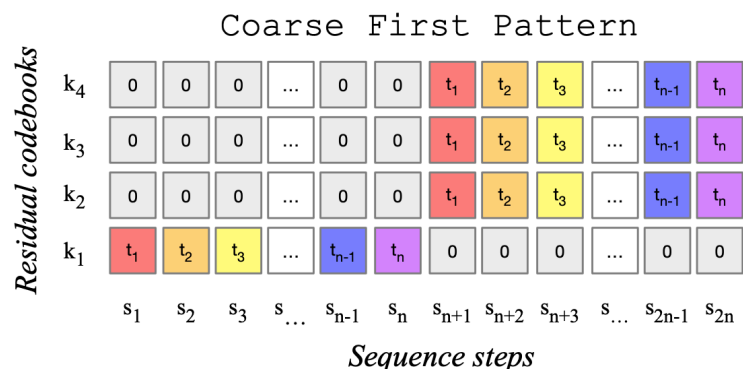 Coarse First Pattern
Residual codebooks
k4 0 0 0 ... 0 0 t1 t2 t3 ... tn-1 tn
k3 0 0 0 ... 0 0 t1 t2 t3 ... tn-1 tn
k2 0 0 0 ... 0 0 t1 t2 t3 ... tn-1 tn
k1 t1 t2 t3 ... tn-1 tn 0 0 0 ... 0 0
s1 s2 s3 s... sn-1 sn sn+1 sn+2 sn+3 s... s2n-1 s2n
Sequence steps